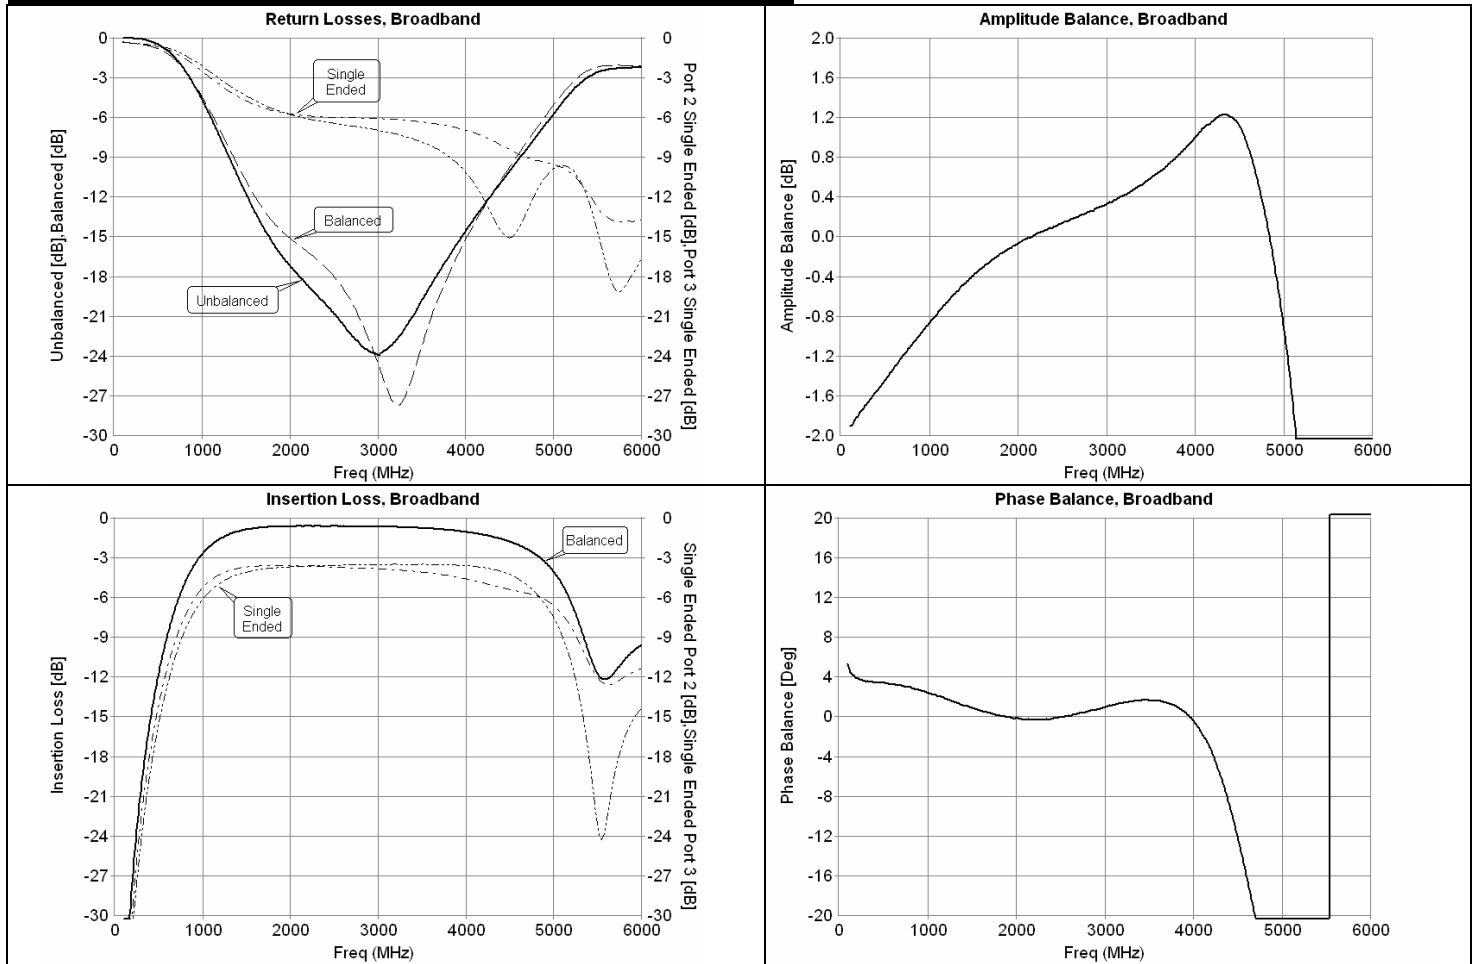 Return Losses, Broadband
0
-3
-6
-9
-12
-15
-18
-21
-24
-27
-30
0
-3
-6
-9
-12
-15
-18
-21
-24
-27
-30
Unbalanced [dB],Balanced [dB]
Port 2 Single Ended [dB],Port 3 Single Ended [dB]
Single
Ended
Balanced
Unbalanced
0 1000 2000 3000 4000 5000 6000
Freq (MHz)
Amplitude Balance, Broadband
2.0
1.6
1.2
0.8
0.4
0.0
-0.4
-0.8
-1.2
-1.6
-2.0
Amplitude Balance [dB]
0 1000 2000 3000 4000 5000 6000
Freq (MHz)
Insertion Loss, Broadband
0
-3
-6
-9
-12
-15
-18
-21
-24
-27
-30
0
-3
-6
-9
-12
-15
-18
-21
-24
-27
-30
Insertion Loss [dB]
Single Ended Port 2 [dB],Single Ended Port 3 [dB]
Balanced
Single
Ended
0 1000 2000 3000 4000 5000 6000
Freq (MHz)
Phase Balance, Broadband
20
16
12
8
4
0
-4
-8
-12
-16
-20
Phase Balance [Deg]
0 1000 2000 3000 4000 5000 6000
Freq (MHz)